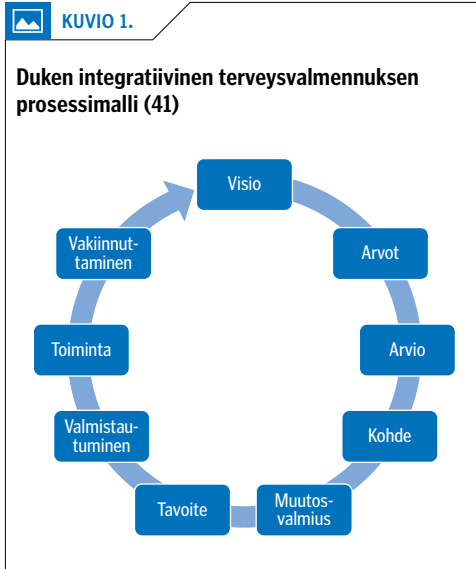 KUVIO 1.
Duken integratiivinen terveysvalmennuksen
prosessimalli (41)
Visio
Arvot
Arvio
Kohde
Muutos-
valmius
Tavoite
Valmistau-
tuminen
Toiminta
Vakiinnut-
taminen